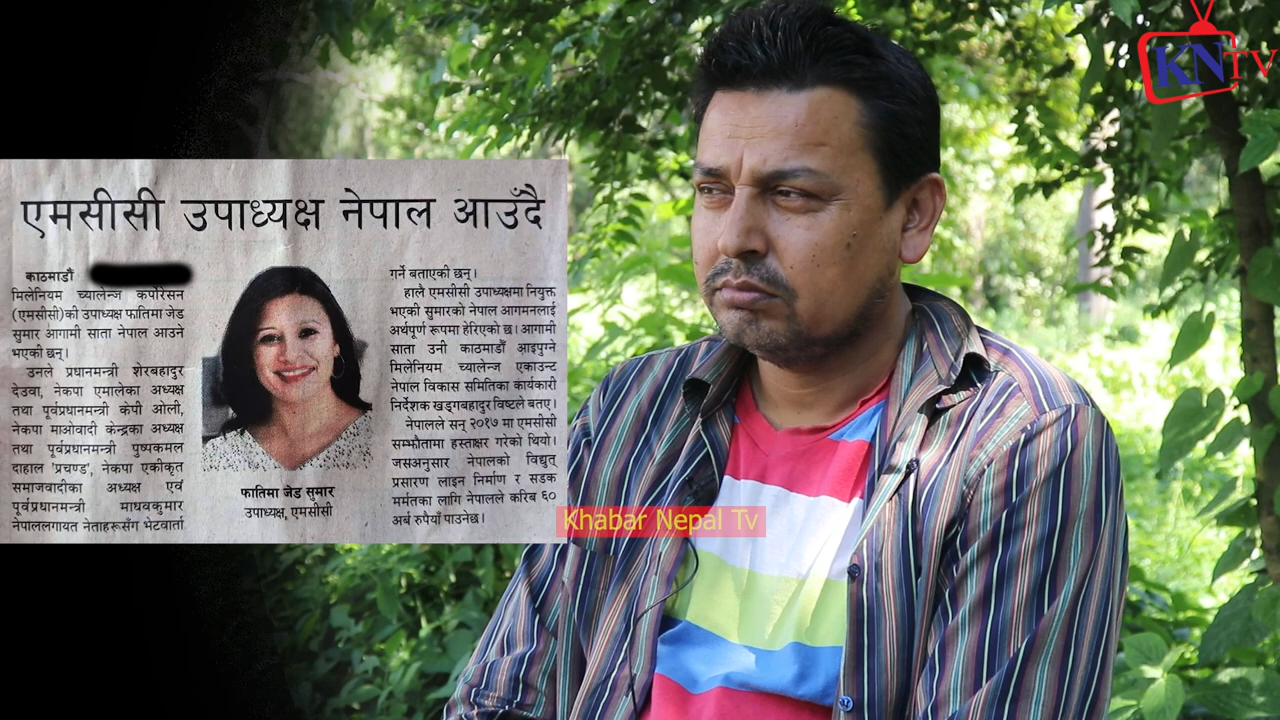 KNTV
एमसीसी उपाध्यक्ष नेपाल आउँदै
काठमाडौं
मिलेनियम च्यालेन्ज कर्पोरेसन
(एमसीसी)की उपाध्यक्ष फातिमा जेड
सुमार आगामी साता नेपाल आउने
भएकी छन्।
उनले प्रधानमन्त्री शेरबहादुर
देउवा, नेकपा एमालेका अध्यक्ष
तथा पूर्वप्रधानमन्त्री केपी ओली,
नेकपा माओवादी केन्द्रका अध्यक्ष
तथा पूर्वप्रधानमन्त्री पुष्पकमल
दाहाल 'प्रचण्ड', नेकपा एकीकृत
समाजवादीका अध्यक्ष एवं
पूर्वप्रधानमन्त्री माधवकुमार
नेपाललगायत नेताहरूसँग भेटवार्ता
फातिमा जेड सुमार
उपाध्यक्ष, एमसीसी
गर्ने बताएकी छन्।
हालै एमसीसी उपाध्यक्षमा नियुक्त
भएकी सुमारको नेपाल आगमनलाई
अर्थपूर्ण रूपमा हेरिएको छ। आगामी
साता उनी काठमाडौं आइपुग्ने
मिलेनियम च्यालेन्ज एकाउन्ट
नेपाल विकास समितिका कार्यकारी
निर्देशक खड्गबहादुर विष्टले बताए।
नेपालले सन् २०१७ मा एमसीसी
सम्झौतामा हस्ताक्षर गरेको थियो।
जसअनुसार नेपालको विद्युत्
प्रसारण लाइन निर्माण र सडक
मर्मतका लागि नेपालले करिब ६०
अर्ब रुपैयाँ पाउनेछ।
Khabar Nepal Tv